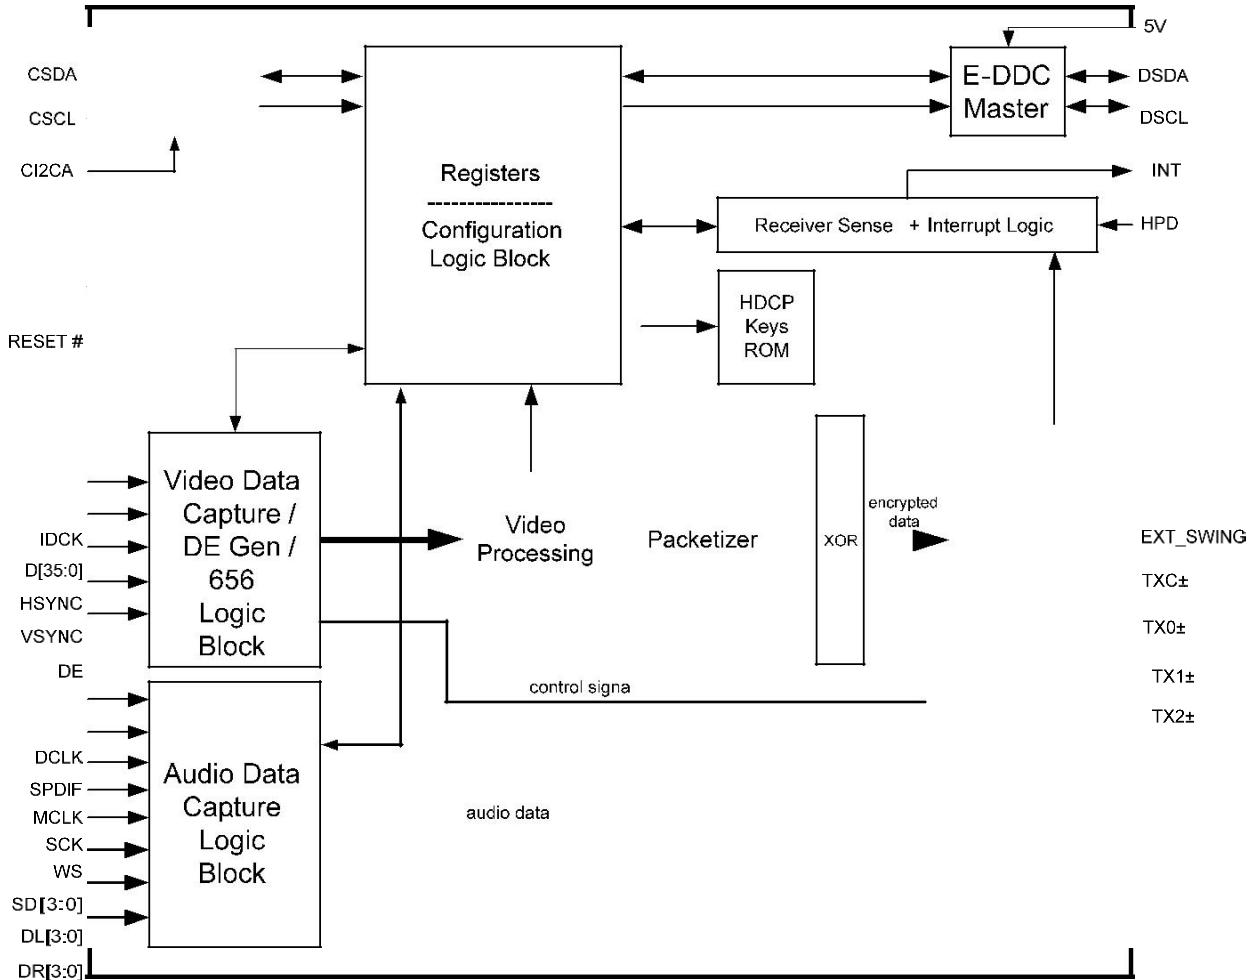 5V
CSDA
E-DDC
Master
DSDA
CSCL
DSCL
CI2CA
INT
Registers
----------------
Configuration
Logic Block
Receiver Sense + Interrupt Logic
HPD
HDCP
Keys
ROM
RESET #
Video Data
Capture /
DE Gen /
656
Logic
Block
Video
Processing
Packetizer
XOR
encrypted
data
IDCK
D[35:0]
HSYNC
VSYNC
DE
EXT_SWING
TXC±
TX0±
TX1±
TX2±
control signa
DCLK
SPDIF
MCLK
SCK
WS
SD[3:0]
DL[3:0]
DR[3:0]
Audio Data
Capture
Logic
Block
audio data